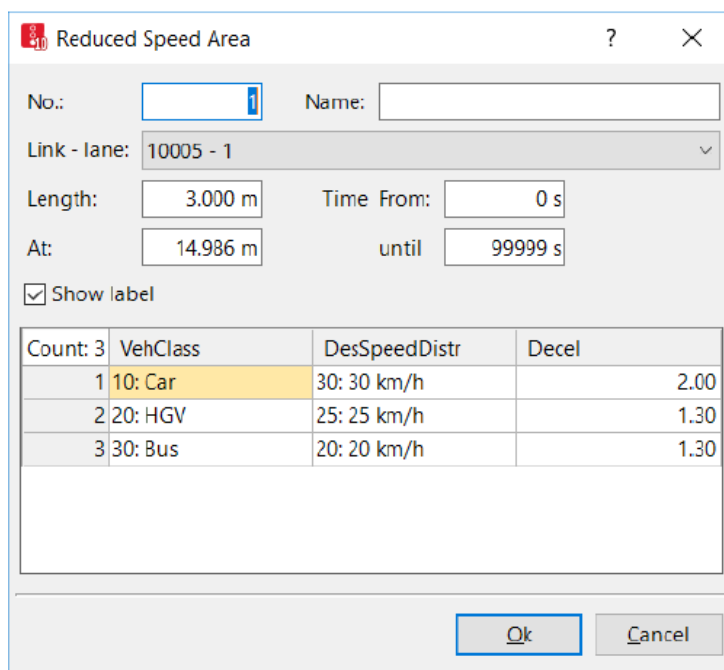 Reduced Speed Area ? ×
No.: 1 Name:
Link - lane: 10005 - 1
Length: 3.000 m Time From: 0 s
At: 14.986 m until 99999 s
Show label
Count: 3 VehClass DesSpeedDistr Decel
1 10: Car 30: 30 km/h 2.00
2 20: HGV 25: 25 km/h 1.30
3 30: Bus 20: 20 km/h 1.30
Ok Cancel